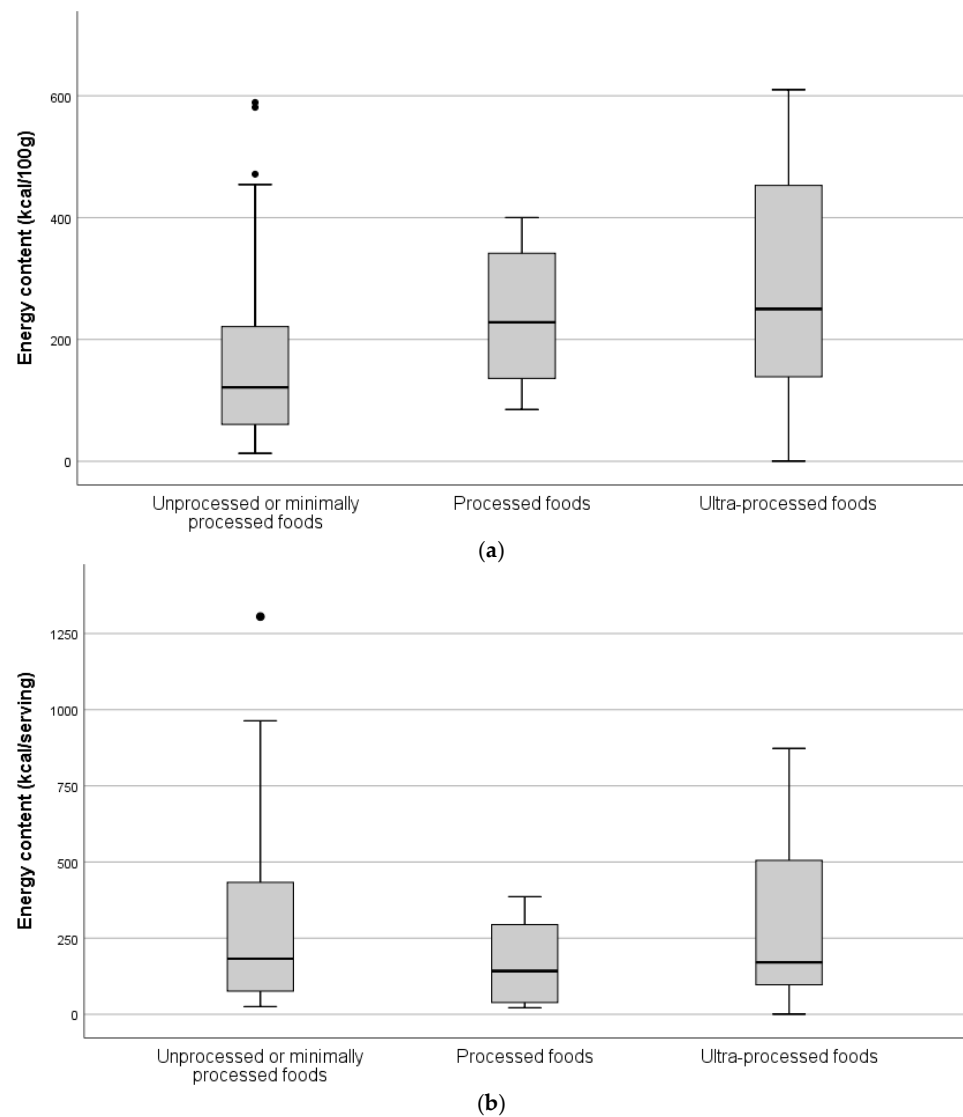 Energy content (kcal/100g)
600
400
200
0
Unprocessed or minimally
processed foods
Processed foods
Ultra-processed foods
(a)
Energy content (kcal/serving)
1250
1000
750
500
250
0
Unprocessed or minimally
processed foods
Processed foods
Ultra-processed foods
(b)